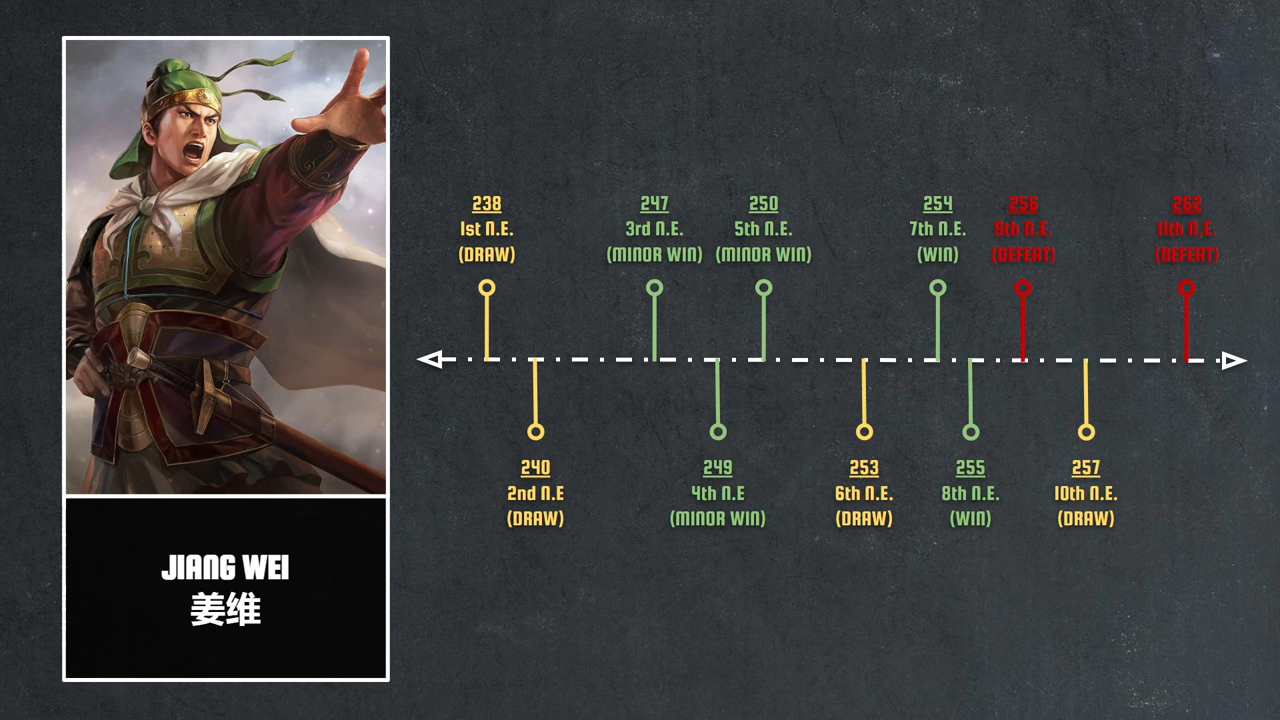 JIANG WEI
姜维
238
1st N.E.
(DRAW)
240
2nd N.E
(DRAW)
247
3rd N.E.
(MINOR WIN)
249
4th N.E
(MINOR WIN)
250
5th N.E.
(MINOR WIN)
253
6th N.E.
(DRAW)
254
7th N.E.
(WIN)
255
8th N.E.
(WIN)
256
9th N.E.
(DEFEAT)
257
10th N.E.
(DRAW)
262
11th N.E.
(DEFEAT)